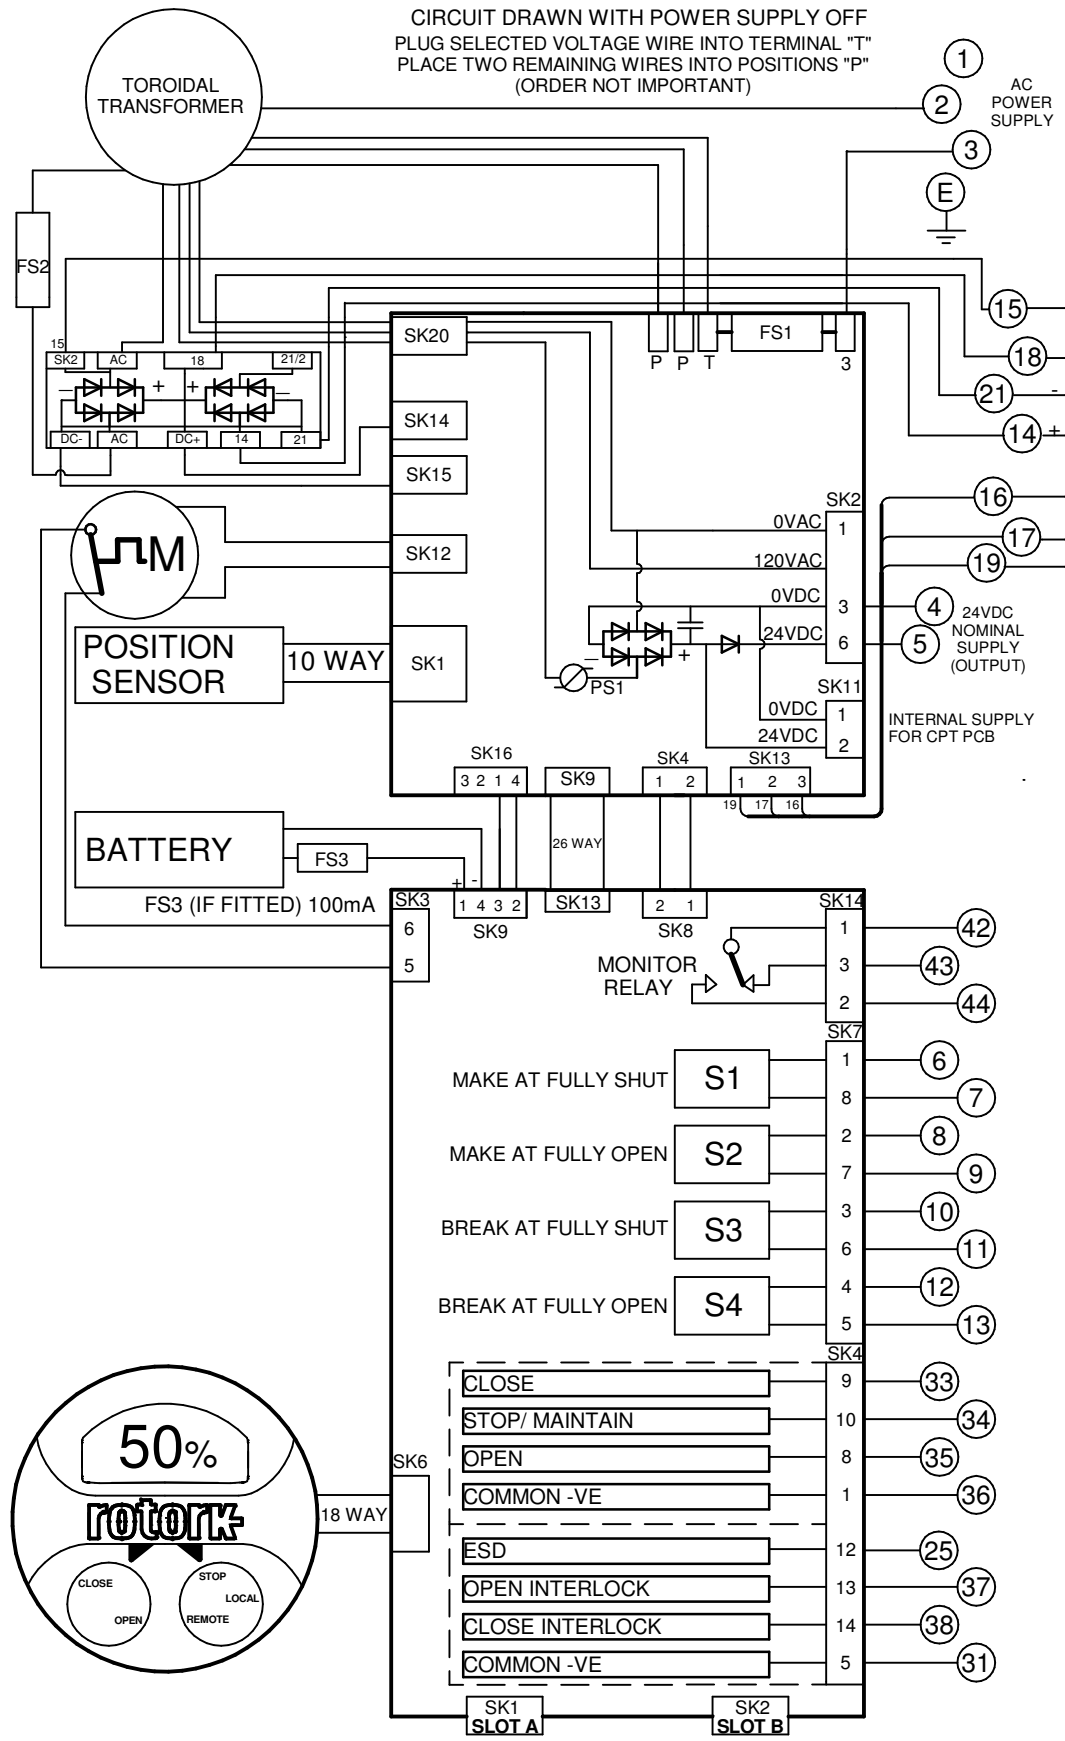 CIRCUIT DRAWN WITH POWER SUPPLY OFF
PLUG SELECTED VOLTAGE WIRE INTO TERMINAL "T"
PLACE TWO REMAINING WIRES INTO POSITIONS "P"
(ORDER NOT IMPORTANT)
TOROIDAL
TRANSFORMER
1
2
AC
POWER
SUPPLY
3
E
FS2
15
18
21 -
14 +
SK20
P P T
FS1
3
15
SK2 AC 18 21/2
− + + −
DC- AC DC+ 14 21
SK14
SK15
M
SK12
SK2
0VAC 1
120VAC
0VDC 3
24VDC 6
16
17
19
4
5
24VDC
NOMINAL
SUPPLY
(OUTPUT)
POSITION
SENSOR
10 WAY
SK1
− +
PS1
SK11
0VDC 1
24VDC 2
INTERNAL SUPPLY
FOR CPT PCB
SK16
3 2 1 4
SK9
SK4
1 2
SK13
1 2 3
19 17 16
BATTERY
FS3
26 WAY
+ -
FS3 (IF FITTED) 100mA
SK3
6
5
1 4 3 2
SK9
SK13
2 1
SK8
SK14
MONITOR
RELAY
1 42
3 43
2 44
SK7
MAKE AT FULLY SHUT S1
1 6
8 7
MAKE AT FULLY OPEN S2
2 8
7 9
BREAK AT FULLY SHUT S3
3 10
6 11
BREAK AT FULLY OPEN S4
4 12
5 13
SK4
CLOSE 9 33
STOP/ MAINTAIN 10 34
OPEN 8 35
COMMON -VE 1 36
ESD 12 25
OPEN INTERLOCK 13 37
CLOSE INTERLOCK 14 38
COMMON -VE 5 31
50%
rotork
CLOSE
OPEN
STOP
LOCAL
REMOTE
18 WAY
SK6
SK1
SLOT A
SK2
SLOT B